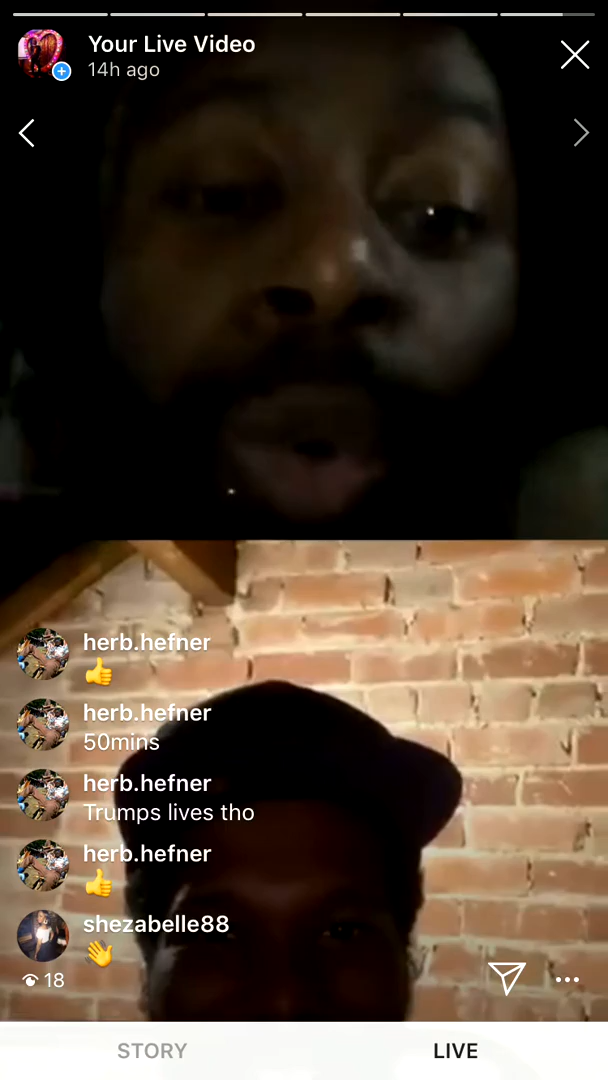 Your Live Video
14h ago
herb.hefner
👍
herb.hefner
50mins
herb.hefner
Trumps lives tho
herb.hefner
👍
shezabelle88
👋
18
STORY
LIVE